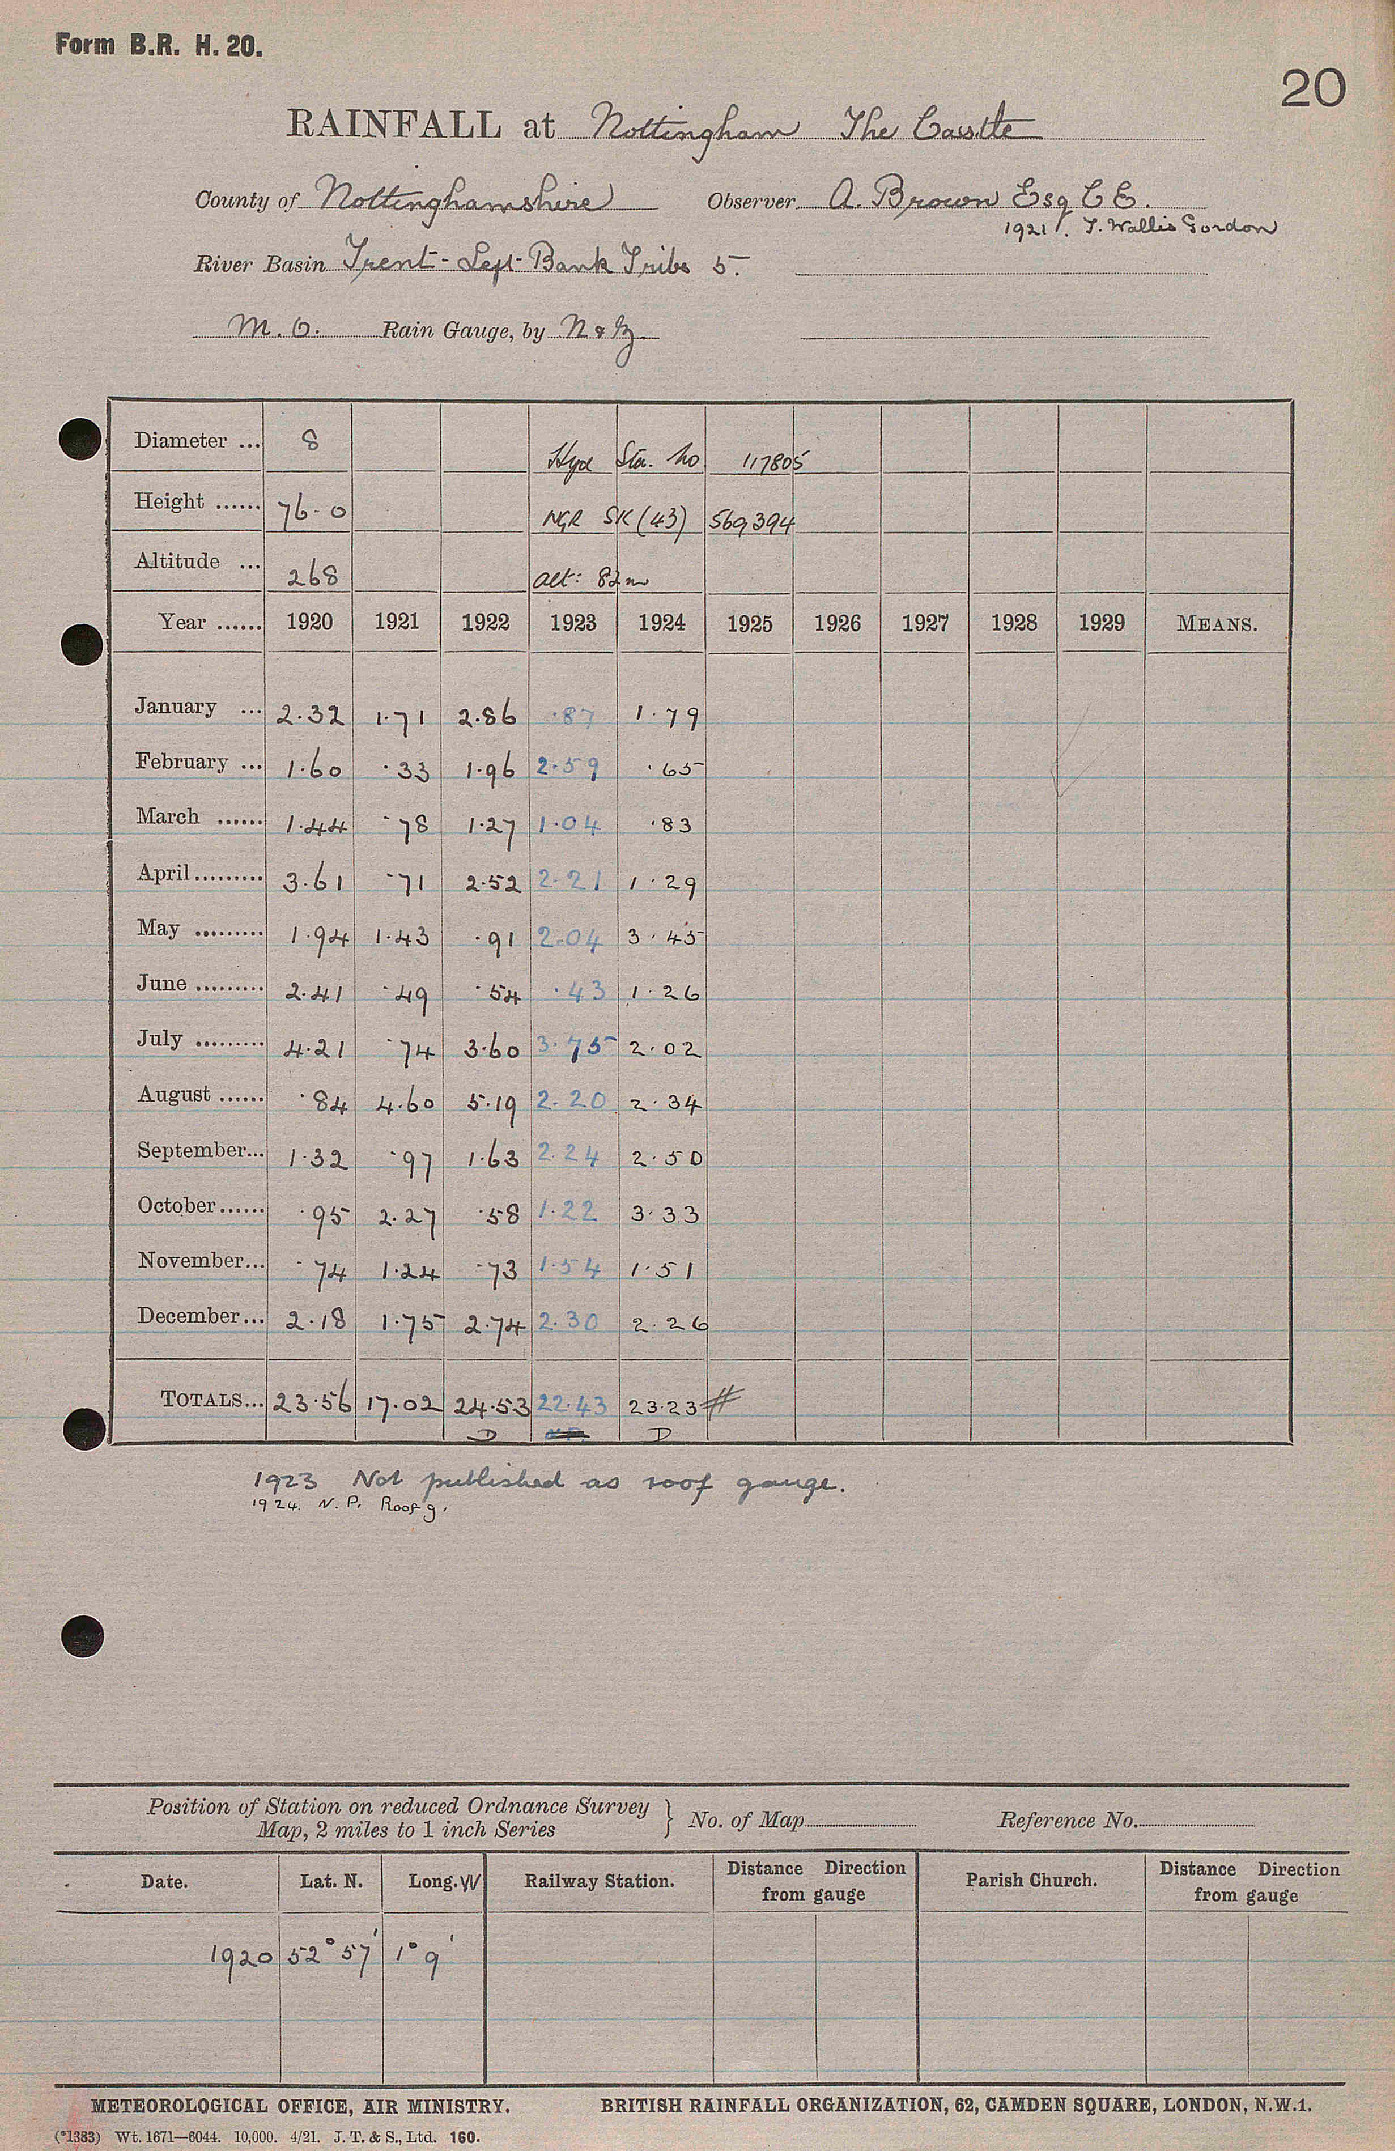 Form B.R. H. 20.
20
RAINFALL at Nottingham The Castle
County of Nottinghamshire Observer A. Brown Esq C E.
1921. T. Wallis Gordon
River Basin Trent - Left Bank Tribs 5.
M. O. Rain Gauge, by N & Z
Diameter ... 8 Hyd Sta. No 117805
Height ...... 76-0 NGR SK (43) 569394
Altitude ... 268 alt: 82m
Year ...... 1920 1921 1922 1923 1924 1925 1926 1927 1928 1929 MEANS.
January ... 2.32 1.71 2.86 .87 1.79
February ... 1.60 .33 1.96 2.59 .65
March ...... 1.44 .78 1.27 1.04 .83
April......... 3.61 .71 2.52 2.21 1.29
May ......... 1.94 1.43 .91 2.04 3.45
June ......... 2.41 .49 .54 .43 1.26
July ......... 4.21 .74 3.60 3.75 2.02
August ...... .84 4.60 5.19 2.20 2.34
September... 1.32 .97 1.63 2.24 2.50
October...... .95 2.27 .58 1.22 3.33
November... .74 1.24 .73 1.54 1.51
December... 2.18 1.75 2.74 2.30 2.26
TOTALS... 23.56 17.02 24.53 22.43 23.23 #
D D
1923 Not published as roof gauge.
1924. N. P. Roof g.
Position of Station on reduced Ordnance Survey
Map, 2 miles to 1 inch Series } No. of Map Reference No.
Date. Lat. N. Long. W Railway Station. Distance Direction from gauge Parish Church. Distance Direction from gauge
1920 52° 57' 1° 9'
METEOROLOGICAL OFFICE, AIR MINISTRY. BRITISH RAINFALL ORGANIZATION, 62, CAMDEN SQUARE, LONDON, N.W.1.
(*1383) Wt. 1671—6044. 10,000. 4/21. J. T. & S., Ltd. 160.